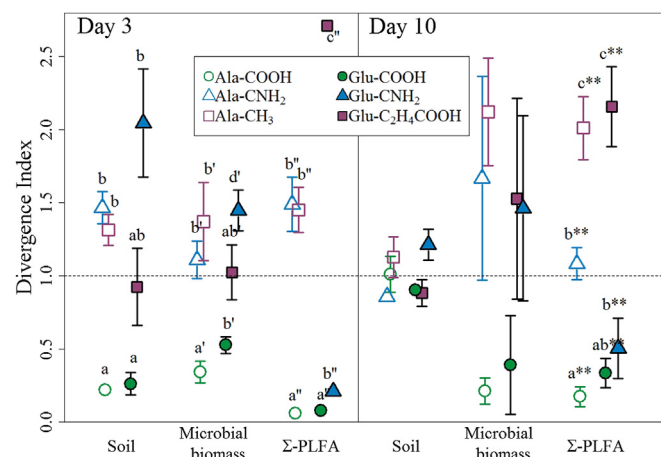 Day 3
Day 10
Ala-COOH
Glu-COOH
Ala-CNH₂
Glu-CNH₂
Ala-CH₃
Glu-C₂H₄COOH
Divergence Index
2.5
2.0
1.5
1.0
0.5
0.0
b
b
b
ab
a
a
b'
b'
d'
ab'
a'
b'
c"
b"
b"
a"
a"
b"
c**
c**
b**
b**
ab**
a**
Soil
Microbial
biomass
Σ-PLFA
Soil
Microbial
biomass
Σ-PLFA